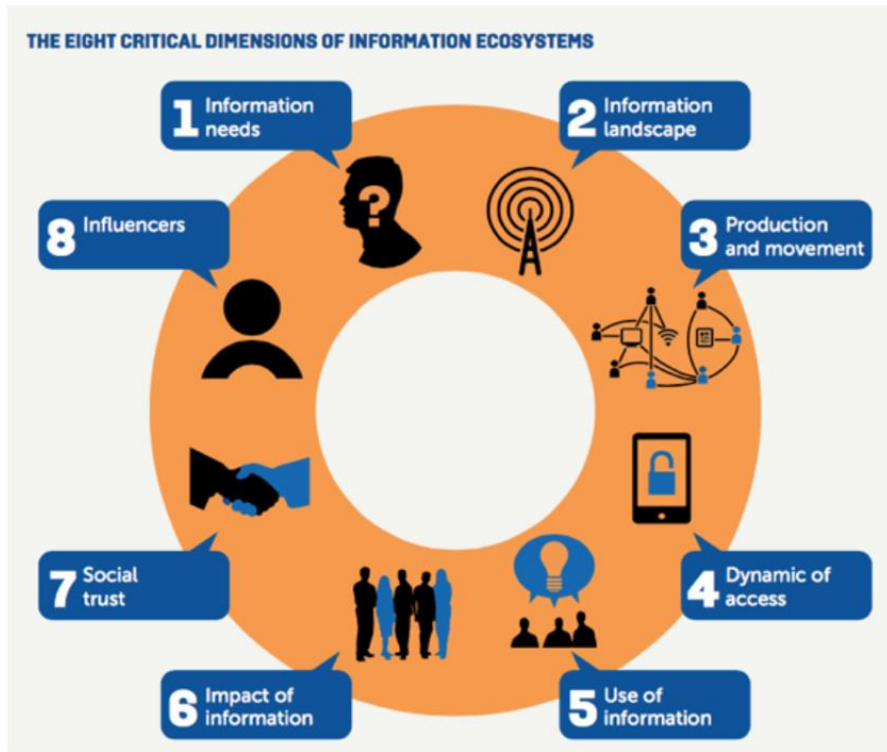 THE EIGHT CRITICAL DIMENSIONS OF INFORMATION ECOSYSTEMS
1 Information
needs
2 Information
landscape
3 Production
and movement
4 Dynamic of
access
5 Use of
information
6 Impact of
information
7 Social
trust
8 Influencers
?